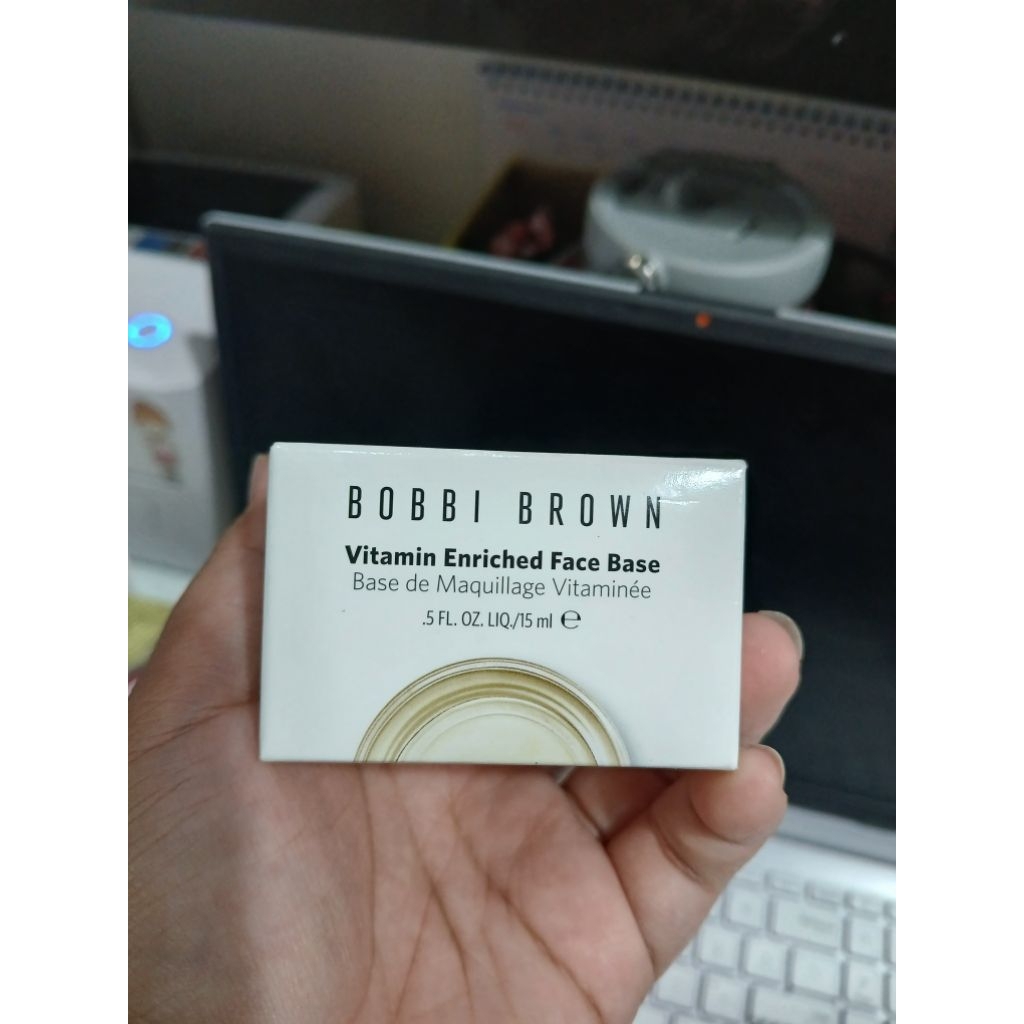 BOBBI BROWN
Vitamin Enriched Face Base
Base de Maquillage Vitaminée
.5 FL. OZ. LIQ./15 ml ℮